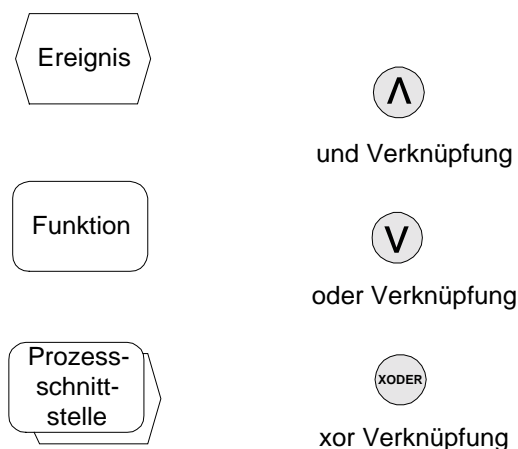 Ereignis
Λ
und Verknüpfung
Funktion
V
oder Verknüpfung
Prozess-
schnitt-
stelle
XODER
xor Verknüpfung